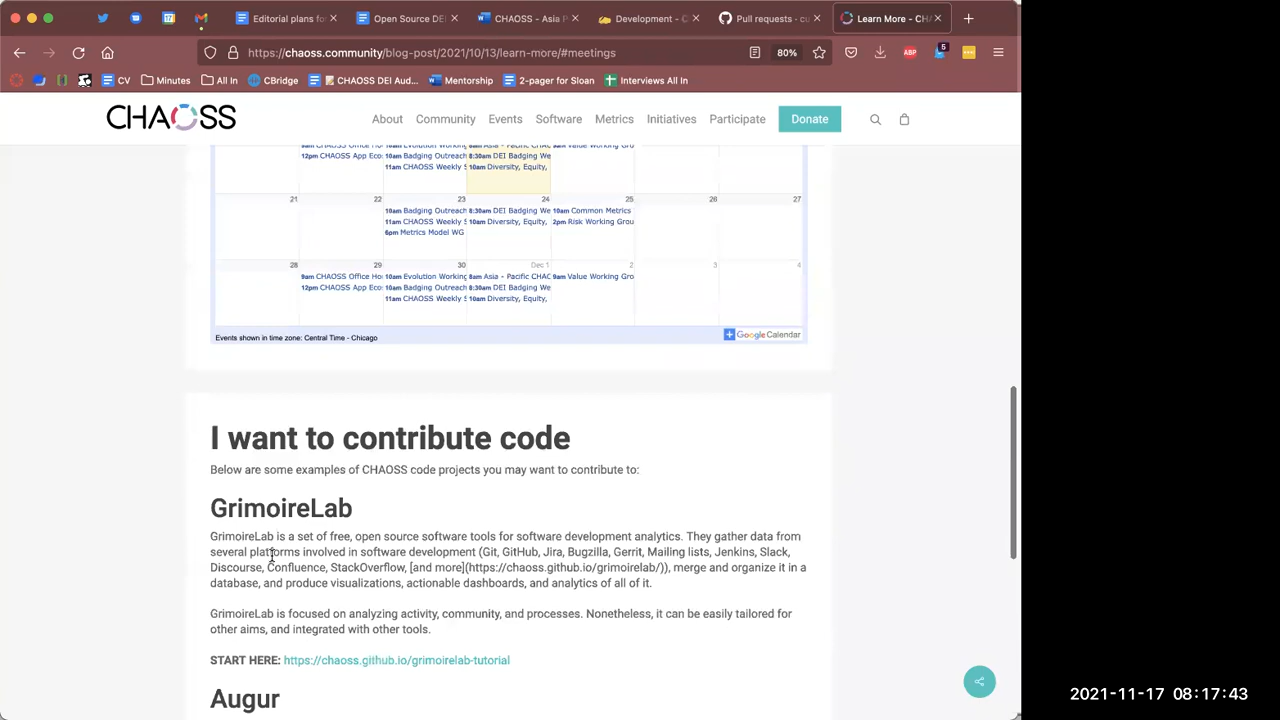 Editorial plans fo
Open Source DE
CHAOSS - Asia P
Development - C
Pull requests - cu
Learn More - CHA
17
https://chaoss.community/blog-post/2021/10/13/learn-more/#meetings
80%
ABP
5
CV
Minutes
All In
CBridge
CHAOSS DEI Aud...
Mentorship
2-pager for Sloan
Interviews All In
CHAOSS
About
Community
Events
Software
Metrics
Initiatives
Participate
Donate
12pm CHAOSS App Eco
10am Badging Outreach
8:30am DEI Badging We
11am CHAOSS Weekly S
10am Diversity, Equity,
21
22
23
24
25
26
27
10am Badging Outreach
8:30am DEI Badging We
10am Common Metrics
11am CHAOSS Weekly S
10am Diversity, Equity,
2pm Risk Working Grou
6pm Metrics Model WG
28
29
30
Dec 1
2
3
4
9am CHAOSS Office Ho
10am Evolution Working
8am Asia - Pacific CHAO
9am Value Working Gro
12pm CHAOSS App Eco
10am Badging Outreach
8:30am DEI Badging We
11am CHAOSS Weekly S
10am Diversity, Equity,
Events shown in time zone: Central Time - Chicago
Google Calendar
I want to contribute code
Below are some examples of CHAOSS code projects you may want to contribute to:
GrimoireLab
GrimoireLab is a set of free, open source software tools for software development analytics. They gather data from
several platforms involved in software development (Git, GitHub, Jira, Bugzilla, Gerrit, Mailing lists, Jenkins, Slack,
Discourse, Confluence, StackOverflow, [and more](https://chaoss.github.io/grimoirelab/)), merge and organize it in a
database, and produce visualizations, actionable dashboards, and analytics of all of it.
GrimoireLab is focused on analyzing activity, community, and processes. Nonetheless, it can be easily tailored for
other aims, and integrated with other tools.
START HERE: https://chaoss.github.io/grimoirelab-tutorial
Augur
2021-11-17 08:17:43